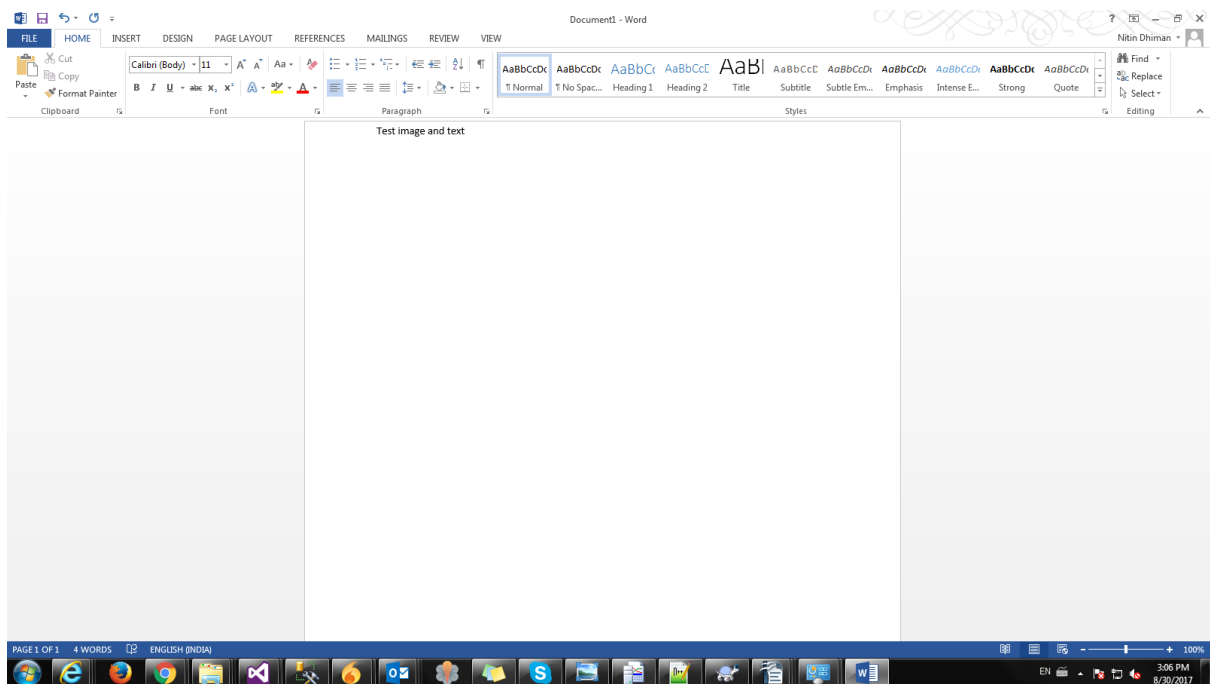 Document1 - Word
FILE HOME INSERT DESIGN PAGE LAYOUT REFERENCES MAILINGS REVIEW VIEW Nitin Dhiman
Cut
Copy
Paste
Format Painter
Clipboard
Calibri (Body) 11
Font
Paragraph
AaBbCcDc AaBbCcDc AaBbCc AaBbCcD AaBl AaBbCcD AaBbCcDc AaBbCcDc AaBbCcDc AaBbCcDc AaBbCcDc
¶ Normal ¶ No Spac... Heading 1 Heading 2 Title Subtitle Subtle Em... Emphasis Intense E... Strong Quote
Styles
Find
Replace
Select
Editing
Test image and text
PAGE 1 OF 1 4 WORDS ENGLISH (INDIA) 100%
EN 3:06 PM
8/30/2017